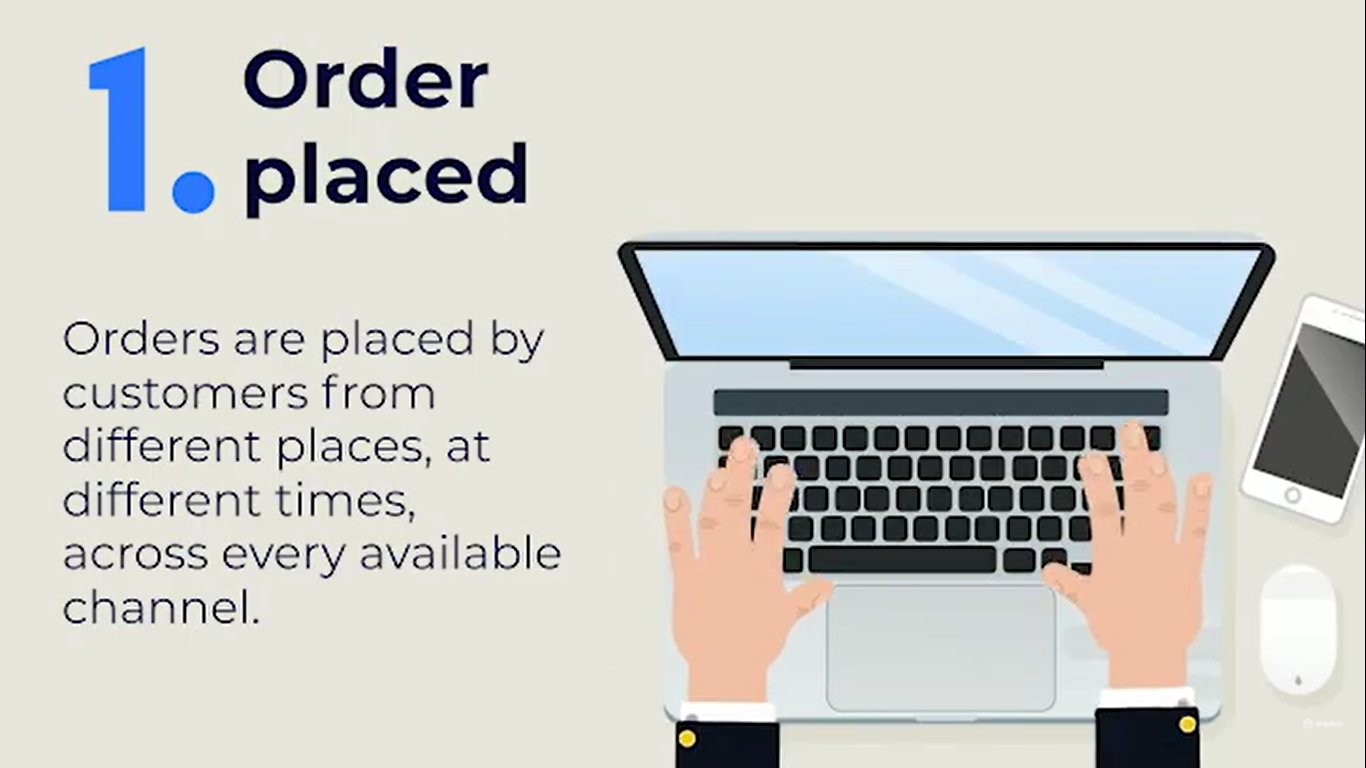 1. Order
placed
Orders are placed by
customers from
different places, at
different times,
across every available
channel.